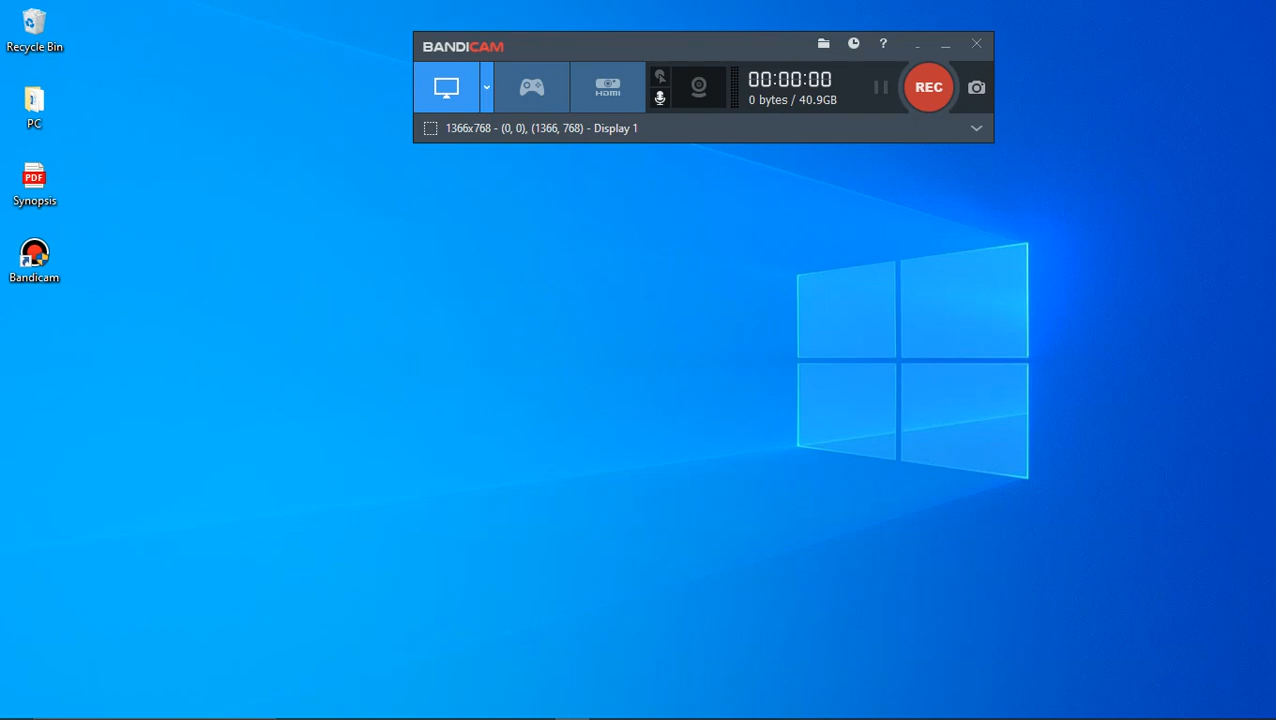 Recycle Bin
PC
PDF
Synopsis
Bandicam
BANDICAM
?
HDMI
00:00:00
0 bytes / 40.9GB
REC
1366x768 - (0, 0), (1366, 768) - Display 1